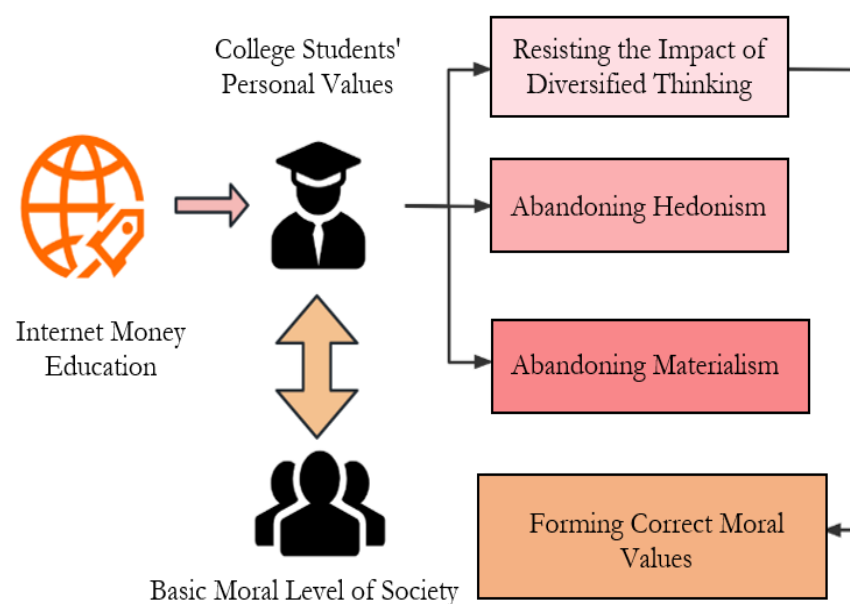 College Students'
Personal Values
Resisting the Impact of
Diversified Thinking
Abandoning Hedonism
Internet Money
Education
Abandoning Materialism
Forming Correct Moral
Values
Basic Moral Level of Society